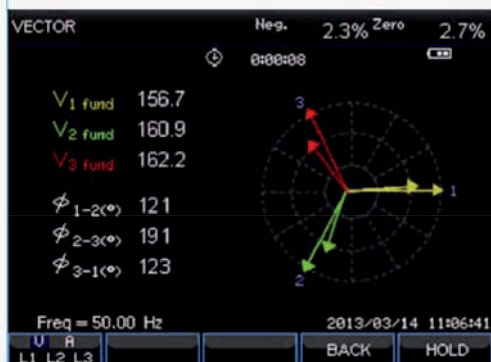 VECTOR Neg. 2.3% Zero 2.7%
0:00:08
V1 fund 156.7
V2 fund 160.9
V3 fund 162.2
ϕ1-2(°) 121
ϕ2-3(°) 191
ϕ3-1(°) 123
3
1
2
Freq = 50.00 Hz 2013/03/14 11:06:41
U A
L1 L2 L3 BACK HOLD